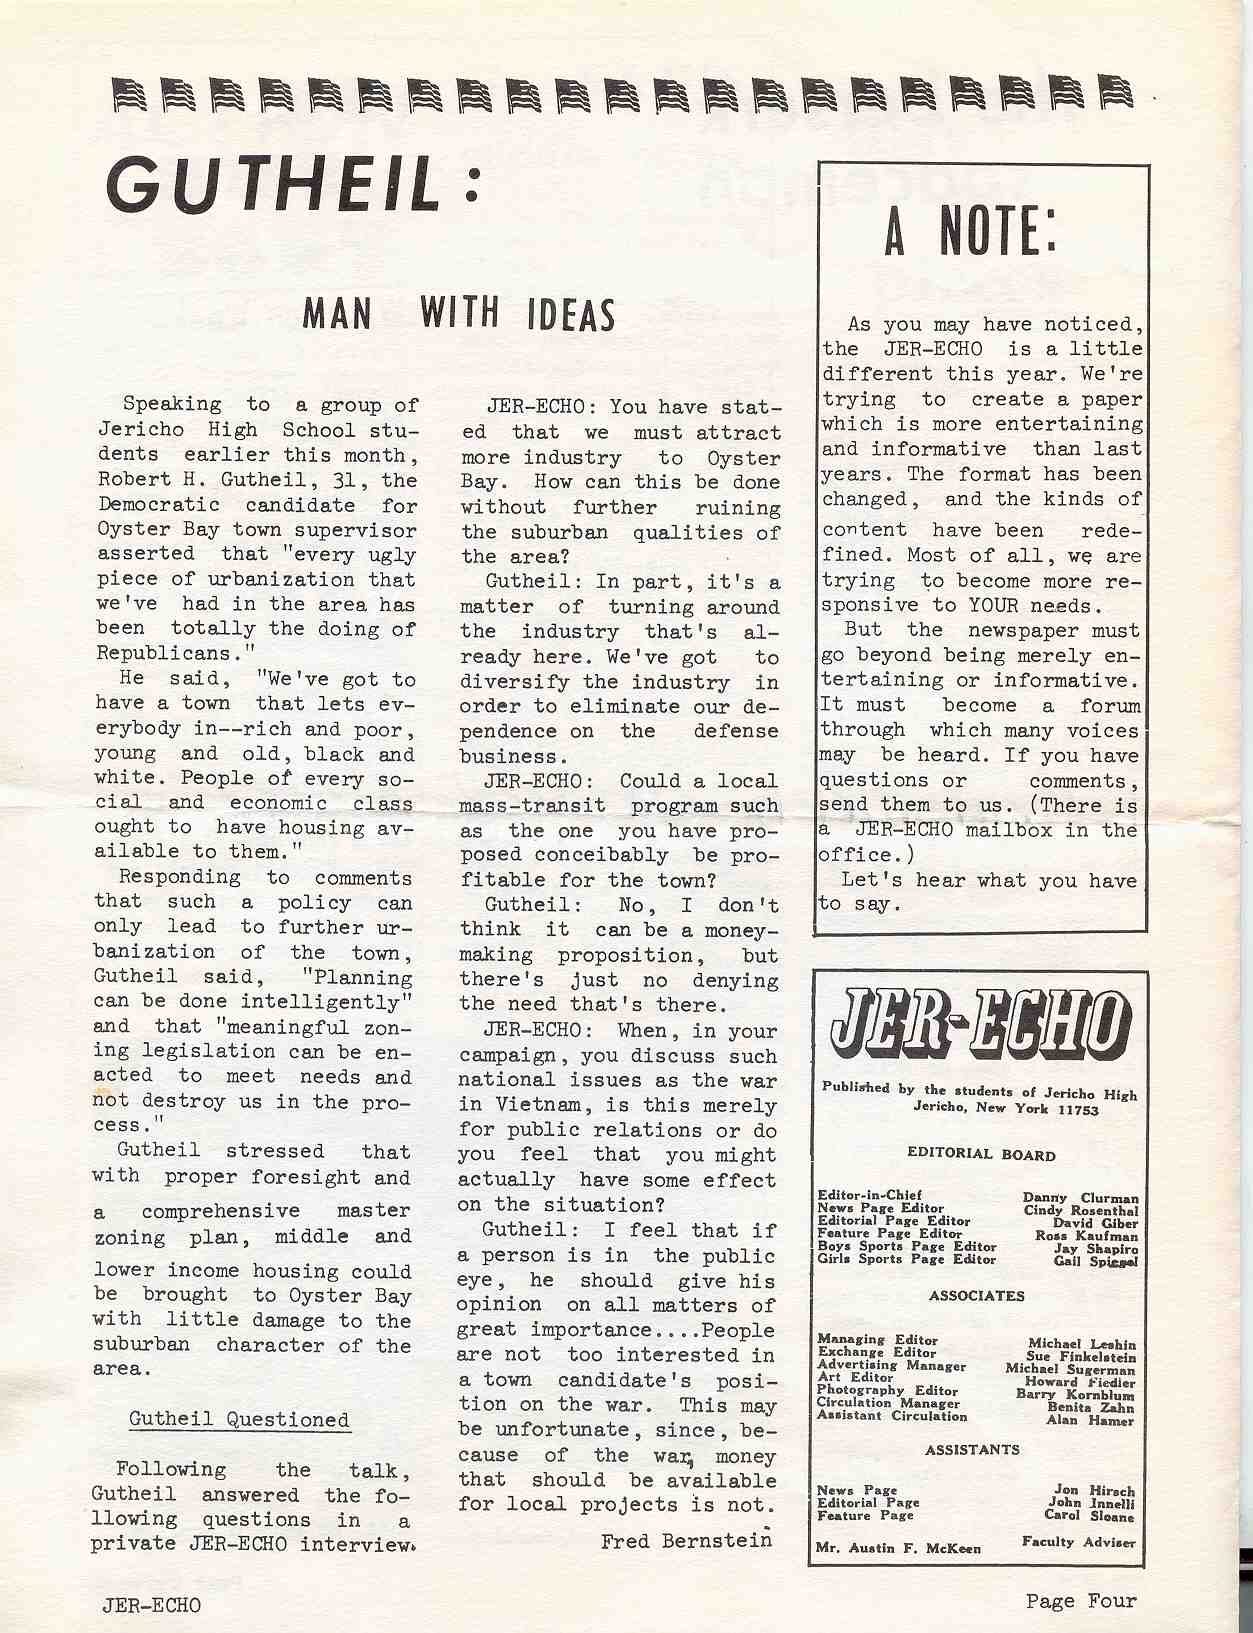 GUTHEIL:
MAN WITH IDEAS
Speaking to a group of
Jericho High School stu-
dents earlier this month,
Robert H. Gutheil, 31, the
Democratic candidate for
Oyster Bay town supervisor
asserted that "every ugly
piece of urbanization that
we've had in the area has
been totally the doing of
Republicans."
He said, "We've got to
have a town that lets ev-
erybody in--rich and poor,
young and old, black and
white. People of every so-
cial and economic class
ought to have housing av-
ailable to them."
Responding to comments
that such a policy can
only lead to further ur-
banization of the town,
Gutheil said, "Planning
can be done intelligently"
and that "meaningful zon-
ing legislation can be en-
acted to meet needs and
not destroy us in the pro-
cess."
Gutheil stressed that
with proper foresight and
a comprehensive master
zoning plan, middle and
lower income housing could
be brought to Oyster Bay
with little damage to the
suburban character of the
area.
Gutheil Questioned
Following the talk,
Gutheil answered the fo-
llowing questions in a
private JER-ECHO interview.
JER-ECHO: You have stat-
ed that we must attract
more industry to Oyster
Bay. How can this be done
without further ruining
the suburban qualities of
the area?
Gutheil: In part, it's a
matter of turning around
the industry that's al-
ready here. We've got to
diversify the industry in
order to eliminate our de-
pendence on the defense
business.
JER-ECHO: Could a local
mass-transit program such
as the one you have pro-
posed conceibably be pro-
fitable for the town?
Gutheil: No, I don't
think it can be a money-
making proposition, but
there's just no denying
the need that's there.
JER-ECHO: When, in your
campaign, you discuss such
national issues as the war
in Vietnam, is this merely
for public relations or do
you feel that you might
actually have some effect
on the situation?
Gutheil: I feel that if
a person is in the public
eye, he should give his
opinion on all matters of
great importance....People
are not too interested in
a town candidate's posi-
tion on the war. This may
be unfortunate, since, be-
cause of the war, money
that should be available
for local projects is not.
Fred Bernstein
A NOTE:
As you may have noticed,
the JER-ECHO is a little
different this year. We're
trying to create a paper
which is more entertaining
and informative than last
years. The format has been
changed, and the kinds of
content have been rede-
fined. Most of all, we are
trying to become more re-
sponsive to YOUR needs.
But the newspaper must
go beyond being merely en-
tertaining or informative.
It must become a forum
through which many voices
may be heard. If you have
questions or comments,
send them to us. (There is
a JER-ECHO mailbox in the
office.)
Let's hear what you have
to say.
JER-ECHO
Published by the students of Jericho High
Jericho, New York 11753
EDITORIAL BOARD
Editor-in-Chief Danny Clurman
News Page Editor Cindy Rosenthal
Editorial Page Editor David Giber
Feature Page Editor Ross Kaufman
Boys Sports Page Editor Jay Shapiro
Girls Sports Page Editor Gail Spiegel
ASSOCIATES
Managing Editor Michael Leshin
Exchange Editor Sue Finkelstein
Advertising Manager Michael Sugerman
Art Editor Howard Fiedler
Photography Editor Barry Kornblum
Circulation Manager Benita Zahn
Assistant Circulation Alan Hamer
ASSISTANTS
News Page Jon Hirsch
Editorial Page John Innelli
Feature Page Carol Sloane
Mr. Austin F. McKeen Faculty Adviser
JER-ECHO Page Four